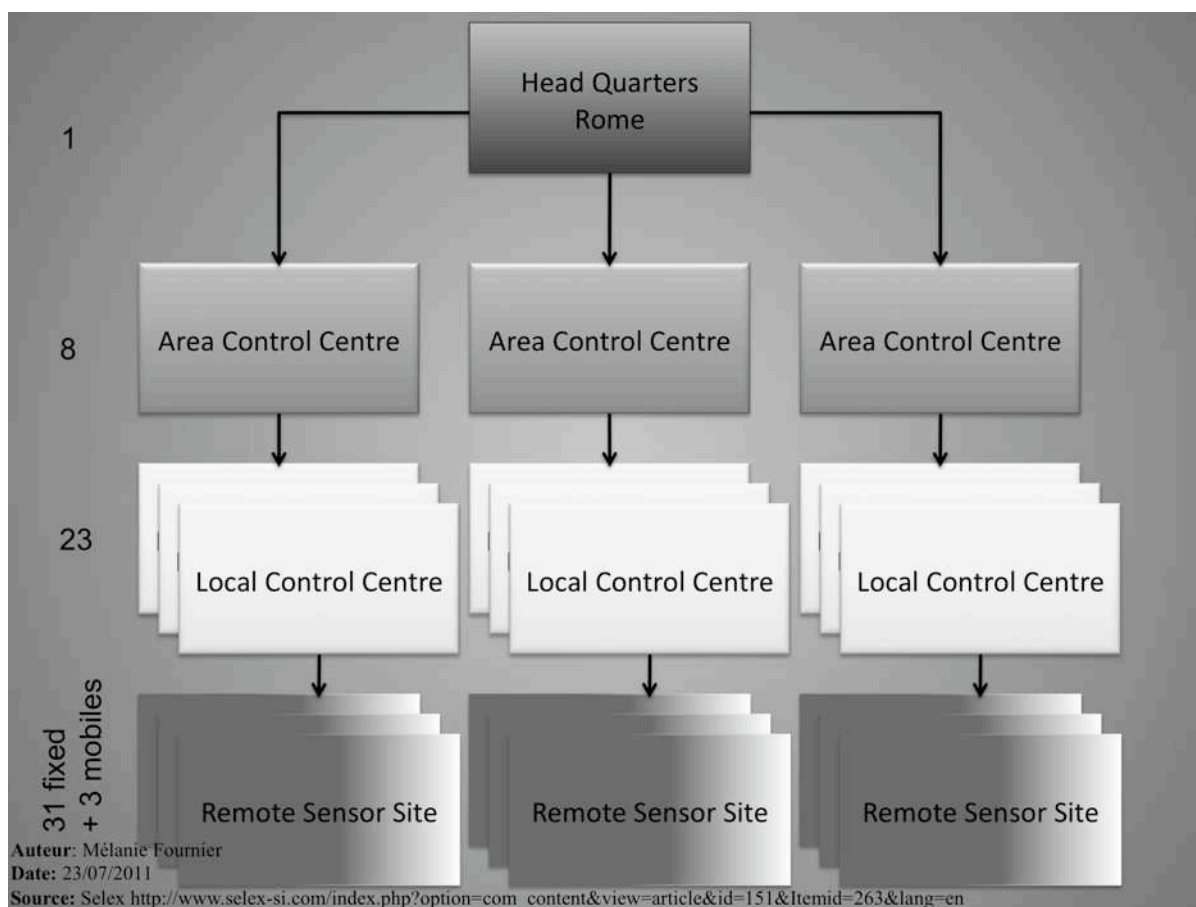 Head Quarters
Rome
1
Area Control Centre
Area Control Centre
Area Control Centre
8
Local Control Centre
Local Control Centre
Local Control Centre
23
Remote Sensor Site
Remote Sensor Site
Remote Sensor Site
31 fixed
+ 3 mobiles
Auteur: Mélanie Fournier
Date: 23/07/2011
Source: Selex http://www.selex-si.com/index.php?option=com_content&view=article&id=151&Itemid=263&lang=en